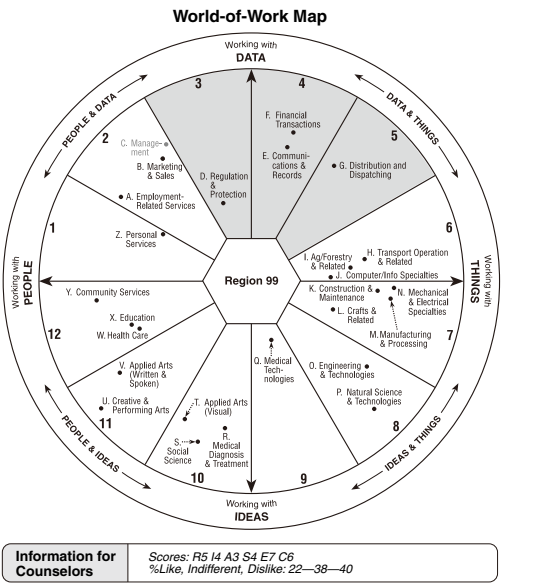 World-of-Work Map
Working with
DATA
PEOPLE & DATA
DATA & THINGS
3
4
2
5
F. Financial
Transactions
C. Manage-
ment
B. Marketing
& Sales
E. Communi-
cations &
Records
G. Distribution and
Dispatching
D. Regulation
&
Protection
A. Employment-
Related Services
1
6
Z. Personal
Services
I. Ag/Forestry
& Related
H. Transport Operation
& Related
J. Computer/Info Specialties
Working with
PEOPLE
Region 99
Working with
THINGS
Y. Community Services
K. Construction &
Maintenance
N. Mechanical
& Electrical
Specialties
X. Education
W. Health Care
L. Crafts &
Related
12
M. Manufacturing
& Processing
7
V. Applied Arts
(Written &
Spoken)
Q. Medical
Tech-
nologies
O. Engineering
& Technologies
U. Creative &
Performing Arts
T. Applied Arts
(Visual)
P. Natural Science
& Technologies
11
8
S.
Social
Science
R.
Medical
Diagnosis
& Treatment
10
9
PEOPLE & IDEAS
IDEAS & THINGS
Working with
IDEAS
Information for
Counselors
Scores: R5 I4 A3 S4 E7 C6
%Like, Indifferent, Dislike: 22—38—40